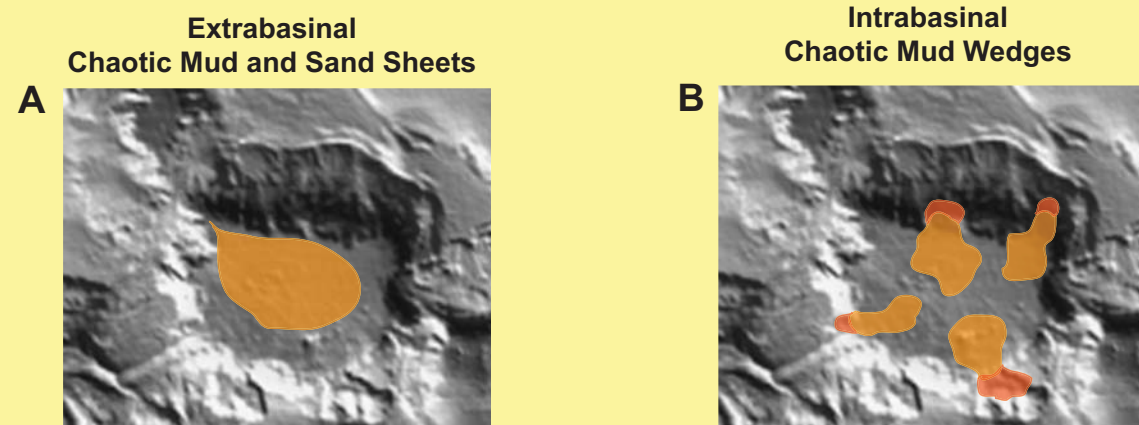 Extrabasinal
Chaotic Mud and Sand Sheets
A
Intrabasinal
Chaotic Mud Wedges
B